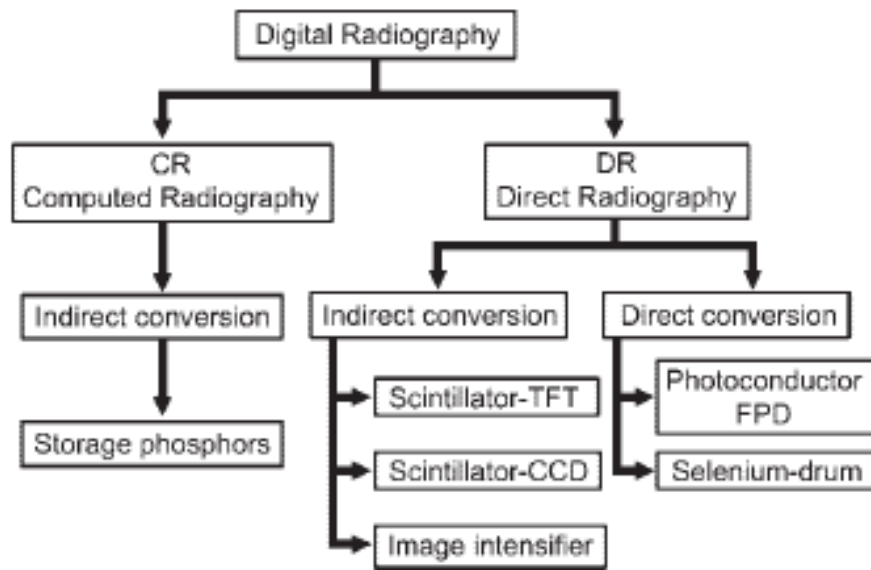 Digital Radiography
CR
Computed Radiography
DR
Direct Radiography
Indirect conversion
Indirect conversion
Direct conversion
Storage phosphors
Scintillator-TFT
Scintillator-CCD
Image intensifier
Photoconductor
FPD
Selenium-drum